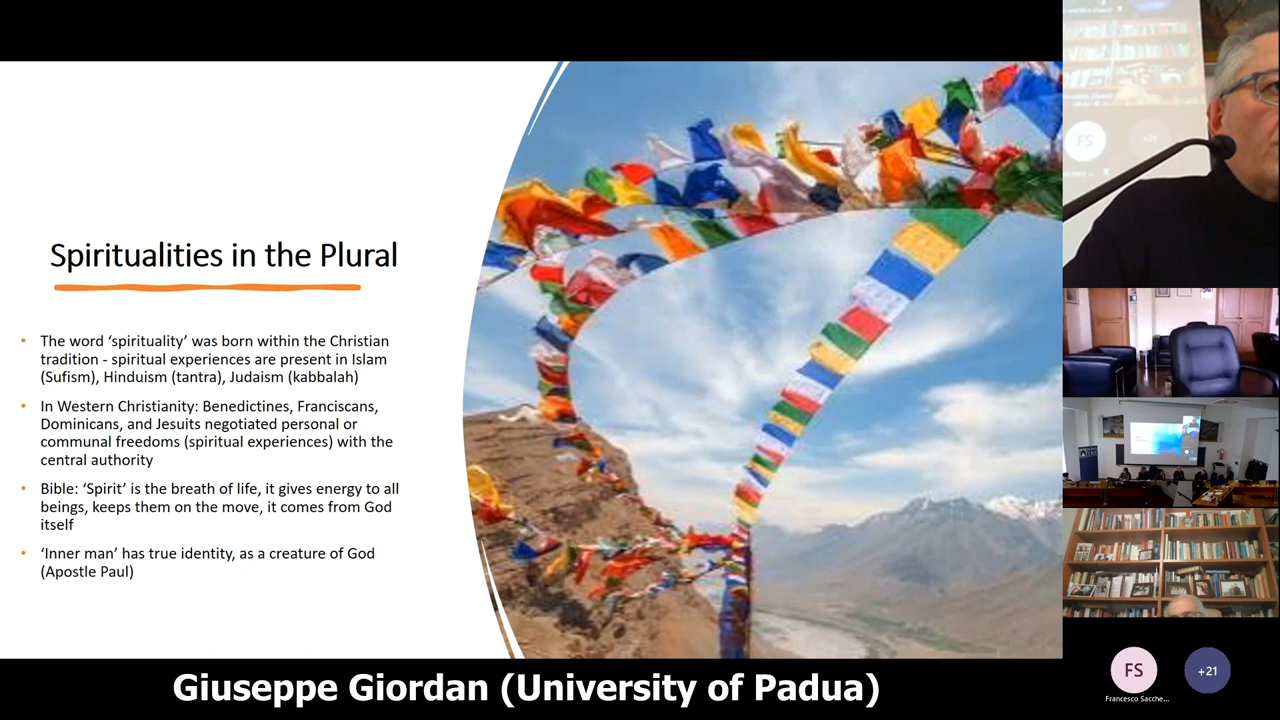 Spiritualities in the Plural
• The word ‘spirituality’ was born within the Christian
tradition - spiritual experiences are present in Islam
(Sufism), Hinduism (tantra), Judaism (kabbalah)
• In Western Christianity: Benedictines, Franciscans,
Dominicans, and Jesuits negotiated personal or
communal freedoms (spiritual experiences) with the
central authority
• Bible: ‘Spirit’ is the breath of life, it gives energy to all
beings, keeps them on the move, it comes from God
itself
• ‘Inner man’ has true identity, as a creature of God
(Apostle Paul)
Giuseppe Giordan (University of Padua)
FS
+21
FS
Francesco Sacche...
+21